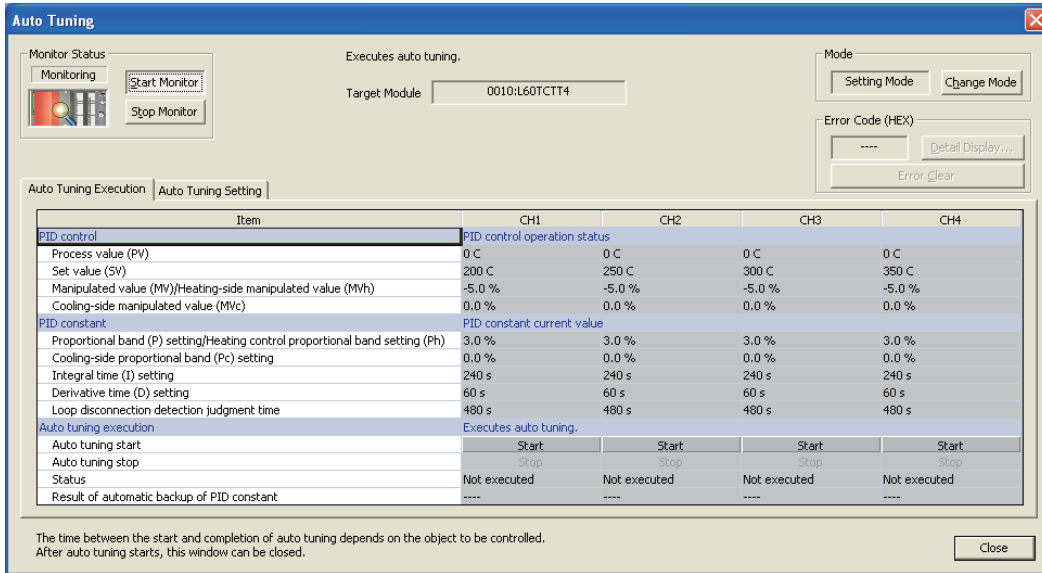 Auto Tuning
Monitor Status
Monitoring
Start Monitor
Stop Monitor
Executes auto tuning.
Target Module 0010:L60TCTT4
Mode
Setting Mode Change Mode
Error Code (HEX)
---- Detail Display...
Error Clear
Auto Tuning Execution Auto Tuning Setting
Item CH1 CH2 CH3 CH4
PID control PID control operation status
Process value (PV) 0 C 0 C 0 C 0 C
Set value (SV) 200 C 250 C 300 C 350 C
Manipulated value (MV)/Heating-side manipulated value (MVh) -5.0 % -5.0 % -5.0 % -5.0 %
Cooling-side manipulated value (MVc) 0.0 % 0.0 % 0.0 % 0.0 %
PID constant PID constant current value
Proportional band (P) setting/Heating control proportional band setting (Ph) 3.0 % 3.0 % 3.0 % 3.0 %
Cooling-side proportional band (Pc) setting 0.0 % 0.0 % 0.0 % 0.0 %
Integral time (I) setting 240 s 240 s 240 s 240 s
Derivative time (D) setting 60 s 60 s 60 s 60 s
Loop disconnection detection judgment time 480 s 480 s 480 s 480 s
Auto tuning execution Executes auto tuning.
Auto tuning start Start Start Start Start
Auto tuning stop Stop Stop Stop Stop
Status Not executed Not executed Not executed Not executed
Result of automatic backup of PID constant ---- ---- ---- ----
The time between the start and completion of auto tuning depends on the object to be controlled.
After auto tuning starts, this window can be closed.
Close